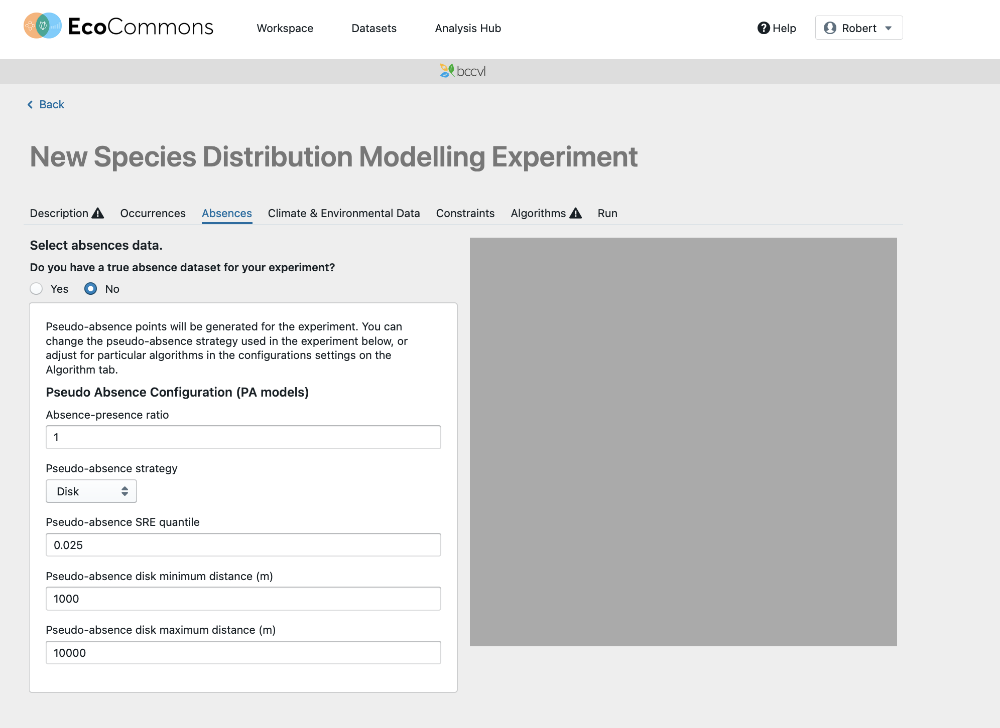 EcoCommons
Workspace
Datasets
Analysis Hub
Help
Robert
bccvl
Back
New Species Distribution Modelling Experiment
Description
Occurrences
Absences
Climate & Environmental Data
Constraints
Algorithms
Run
Select absences data.
Do you have a true absence dataset for your experiment?
Yes
No
Pseudo-absence points will be generated for the experiment. You can
change the pseudo-absence strategy used in the experiment below, or
adjust for particular algorithms in the configurations settings on the
Algorithm tab.
Pseudo Absence Configuration (PA models)
Absence-presence ratio
1
Pseudo-absence strategy
Disk
Pseudo-absence SRE quantile
0.025
Pseudo-absence disk minimum distance (m)
1000
Pseudo-absence disk maximum distance (m)
10000